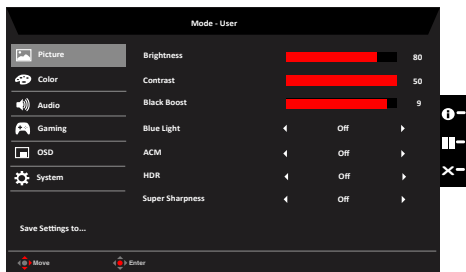 Mode - User
Picture
Color
Audio
Gaming
OSD
System
Save Settings to...
Brightness 80
Contrast 50
Black Boost 9
Blue Light Off
ACM Off
HDR Off
Super Sharpness Off
Move Enter